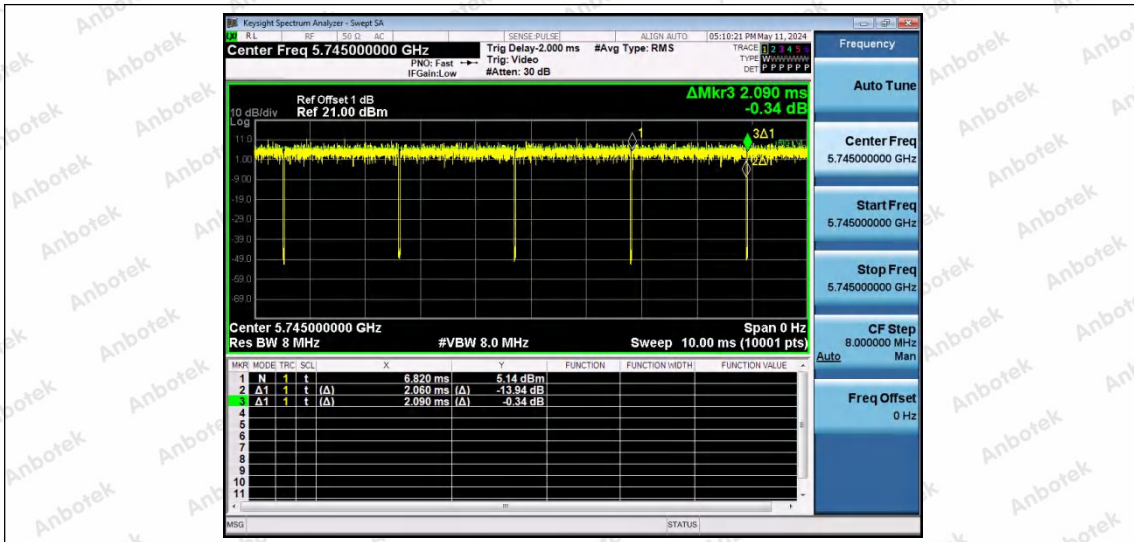 Keysight Spectrum Analyzer - Swept SA
RL RF 50 Ω AC SENSE:PULSE ALIGN AUTO 05:10:21 PM May 11, 2024
Center Freq 5.745000000 GHz
PNO: Fast
IFGain:Low
Trig Delay-2.000 ms
Trig: Video
#Atten: 30 dB
#Avg Type: RMS
TRACE 1 2 3 4 5 6
TYPE WWWWWW
DET P P P P P P
Ref Offset 1 dB
10 dB/div Ref 21.00 dBm
Log
ΔMkr3 2.090 ms
-0.34 dB
11.0
1.00
-9.00
-19.0
-29.0
-39.0
-49.0
-59.0
-69.0
1
3Δ1
2Δ1
Center 5.745000000 GHz Span 0 Hz
Res BW 8 MHz #VBW 8.0 MHz Sweep 10.00 ms (10001 pts)
MKR MODE TRC SCL X Y FUNCTION FUNCTION WIDTH FUNCTION VALUE
1 N 1 t 6.820 ms 5.14 dBm
2 Δ1 1 t (Δ) 2.060 ms (Δ) -13.94 dB
3 Δ1 1 t (Δ) 2.090 ms (Δ) -0.34 dB
4
5
6
7
8
9
10
11
MSG STATUS
Frequency
Auto Tune
Center Freq
5.745000000 GHz
Start Freq
5.745000000 GHz
Stop Freq
5.745000000 GHz
CF Step
8.000000 MHz
Auto Man
Freq Offset
0 Hz
Anbotek